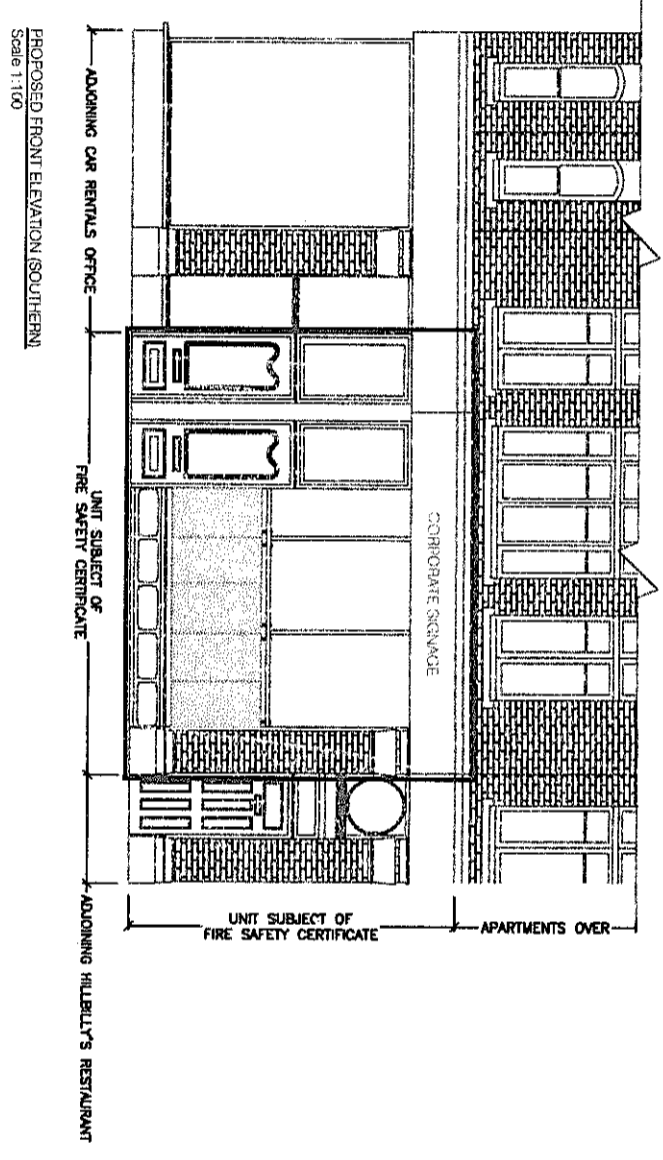 APARTMENTS OVER
UNIT SUBJECT OF
FIRE SAFETY CERTIFICATE
CORPORATE SIGNAGE
ADJOINING CAR RENTALS OFFICE
UNIT SUBJECT OF
FIRE SAFETY CERTIFICATE
ADJOINING HILLBILLY'S RESTAURANT
PROPOSED FRONT ELEVATION (SOUTHERN)
Scale 1:100